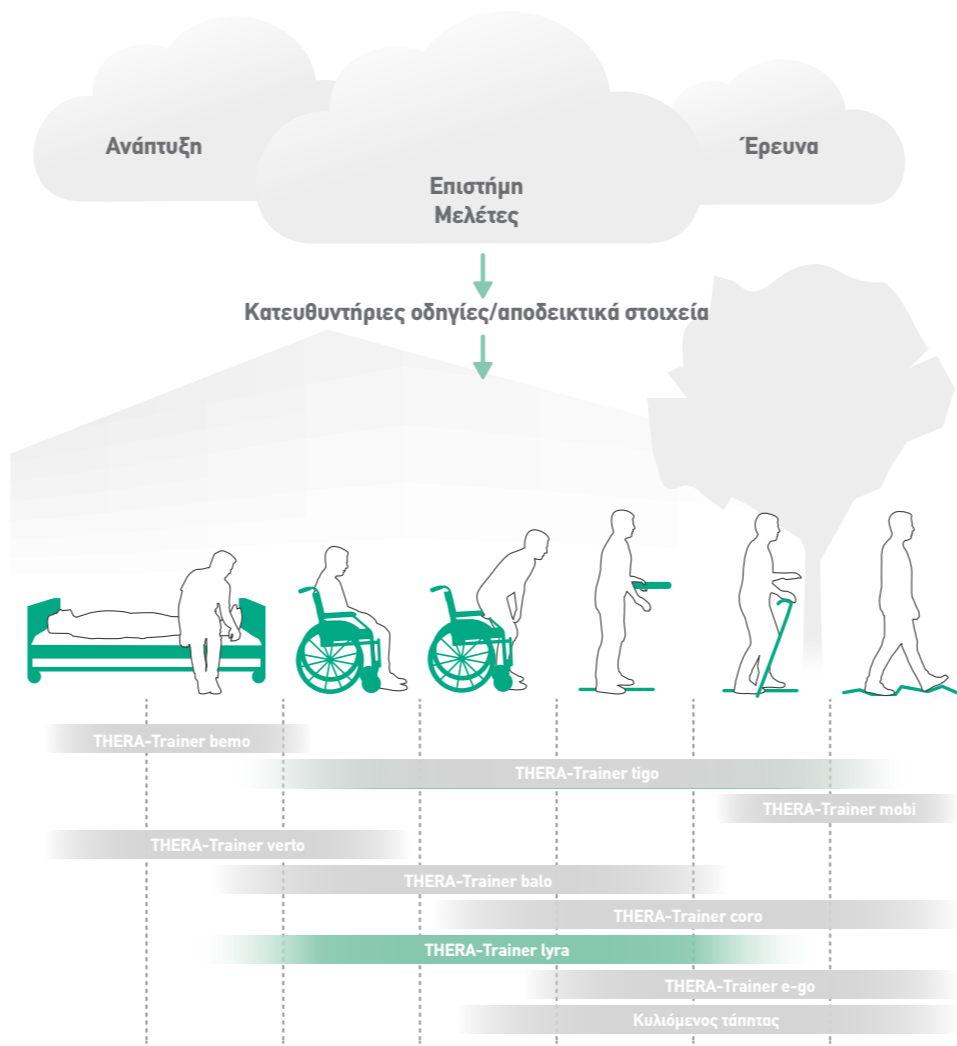 Ανάπτυξη
Έρευνα
Επιστήμη
Μελέτες
Κατευθυντήριες οδηγίες/αποδεικτικά στοιχεία
THERA-Trainer bemo
THERA-Trainer tigo
THERA-Trainer mobi
THERA-Trainer verto
THERA-Trainer balo
THERA-Trainer coro
THERA-Trainer lyra
THERA-Trainer e-go
Κυλιόμενος τάπητας